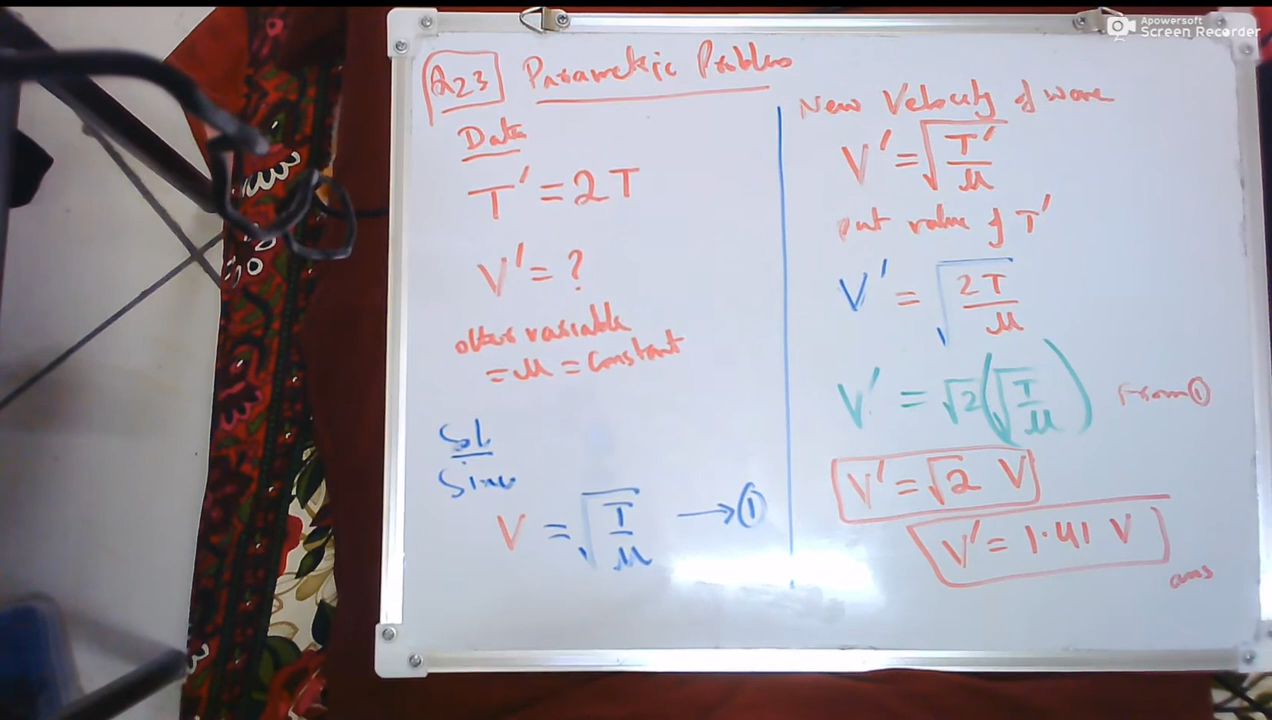 Q23 Parametric Problem
Data
T' = 2T
V' = ?
other variable
= μ = constant
Sol
Since
V = √(T/μ) → ①
New Velocity of wave
V' = √(T'/μ)
put value of T'
V' = √(2T/μ)
V' = √2 (√(T/μ)) From ①
V' = √2 V
V' = 1.41 V
ans
Apowersoft
Screen Recorder